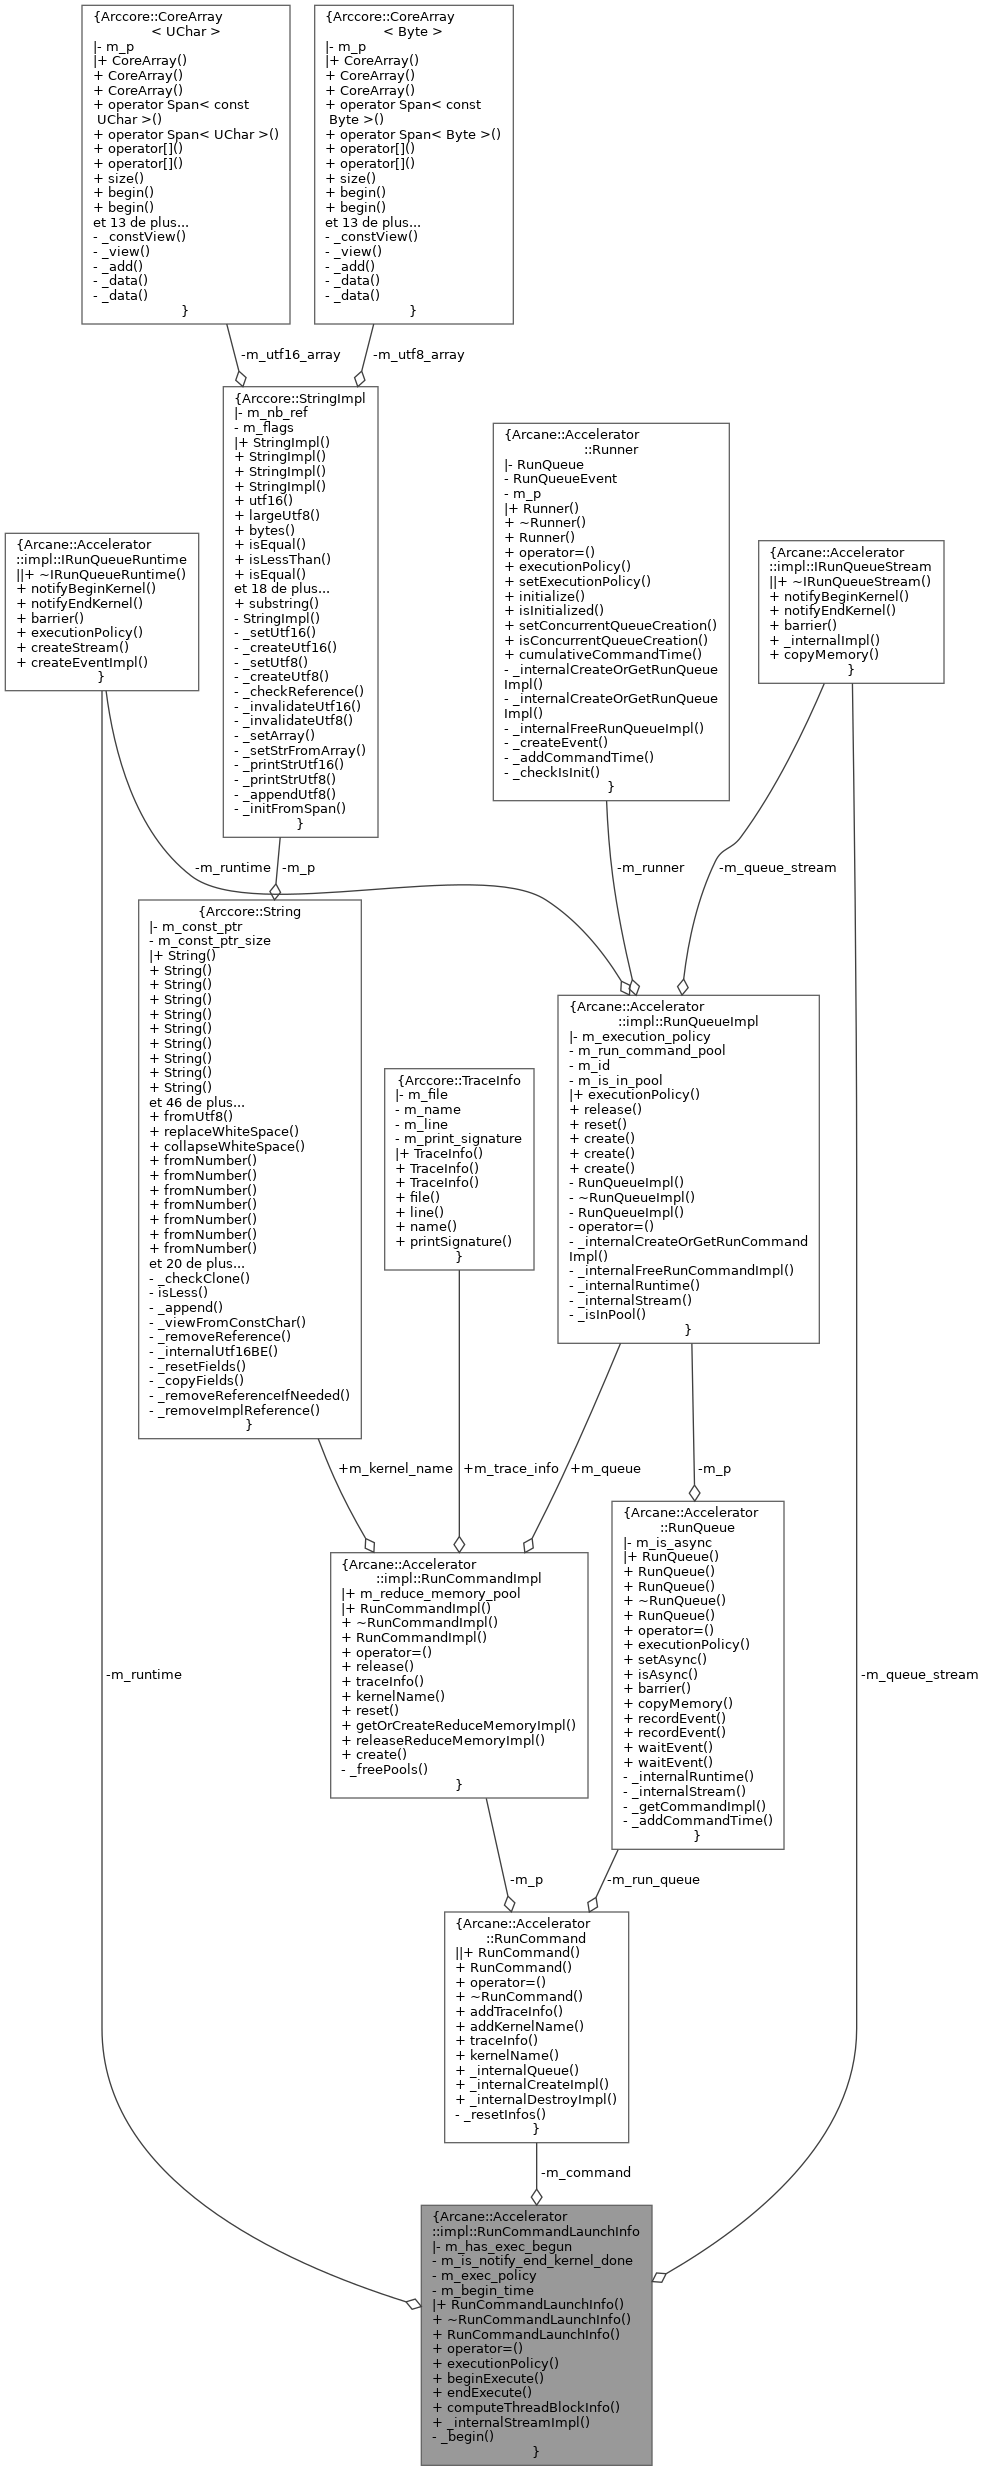 {Arccore::CoreArray
< UChar >
|- m_p
|+ CoreArray()
+ CoreArray()
+ CoreArray()
+ operator Span< const
UChar >()
+ operator Span< UChar >()
+ operator[]()
+ operator[]()
+ size()
+ begin()
+ begin()
et 13 de plus...
- _constView()
- _view()
- _add()
- _data()
- _data()
}
{Arccore::CoreArray
< Byte >
|- m_p
|+ CoreArray()
+ CoreArray()
+ CoreArray()
+ operator Span< const
Byte >()
+ operator Span< Byte >()
+ operator[]()
+ operator[]()
+ size()
+ begin()
+ begin()
et 13 de plus...
- _constView()
- _view()
- _add()
- _data()
- _data()
}
-m_utf16_array
-m_utf8_array
{Arccore::StringImpl
|- m_nb_ref
- m_flags
|+ StringImpl()
+ StringImpl()
+ StringImpl()
+ StringImpl()
+ utf16()
+ largeUtf8()
+ bytes()
+ isEqual()
+ isLessThan()
+ isEqual()
et 18 de plus...
+ substring()
- StringImpl()
- _setUtf16()
- _createUtf16()
- _setUtf8()
- _createUtf8()
- _checkReference()
- _invalidateUtf16()
- _invalidateUtf8()
- _setArray()
- _setStrFromArray()
- _printStrUtf16()
- _printStrUtf8()
- _appendUtf8()
- _initFromSpan()
}
{Arcane::Accelerator
::Runner
|- RunQueue
- RunQueueEvent
- m_p
|+ Runner()
+ ~Runner()
+ Runner()
+ operator=()
+ executionPolicy()
+ setExecutionPolicy()
+ initialize()
+ isInitialized()
+ setConcurrentQueueCreation()
+ isConcurrentQueueCreation()
+ cumulativeCommandTime()
- _internalCreateOrGetRunQueue
Impl()
- _internalCreateOrGetRunQueue
Impl()
- _internalFreeRunQueueImpl()
- _createEvent()
- _addCommandTime()
- _checkIsInit()
}
{Arcane::Accelerator
::impl::IRunQueueRuntime
||+ ~IRunQueueRuntime()
+ notifyBeginKernel()
+ notifyEndKernel()
+ barrier()
+ executionPolicy()
+ createStream()
+ createEventImpl()
}
{Arcane::Accelerator
::impl::IRunQueueStream
||+ ~IRunQueueStream()
+ notifyBeginKernel()
+ notifyEndKernel()
+ barrier()
+ _internalImpl()
+ copyMemory()
}
-m_runtime
-m_p
-m_runner
-m_queue_stream
{Arccore::String
|- m_const_ptr
- m_const_ptr_size
|+ String()
+ String()
+ String()
+ String()
+ String()
+ String()
+ String()
+ String()
+ String()
+ String()
et 46 de plus...
+ fromUtf8()
+ replaceWhiteSpace()
+ collapseWhiteSpace()
+ fromNumber()
+ fromNumber()
+ fromNumber()
+ fromNumber()
+ fromNumber()
+ fromNumber()
+ fromNumber()
et 20 de plus...
- _checkClone()
- isLess()
- _append()
- _viewFromConstChar()
- _removeReference()
- _internalUtf16BE()
- _resetFields()
- _copyFields()
- _removeReferenceIfNeeded()
- _removeImplReference()
}
{Arccore::TraceInfo
|- m_file
- m_name
- m_line
- m_print_signature
|+ TraceInfo()
+ TraceInfo()
+ TraceInfo()
+ file()
+ line()
+ name()
+ printSignature()
}
{Arcane::Accelerator
::impl::RunQueueImpl
|- m_execution_policy
- m_run_command_pool
- m_id
- m_is_in_pool
|+ executionPolicy()
+ release()
+ reset()
+ create()
+ create()
+ create()
- RunQueueImpl()
- ~RunQueueImpl()
- RunQueueImpl()
- operator=()
- _internalCreateOrGetRunCommand
Impl()
- _internalFreeRunCommandImpl()
- _internalRuntime()
- _internalStream()
- _isInPool()
}
+m_kernel_name
+m_trace_info
+m_queue
-m_p
{Arcane::Accelerator
::impl::RunCommandImpl
|+ m_reduce_memory_pool
|+ RunCommandImpl()
+ ~RunCommandImpl()
+ RunCommandImpl()
+ operator=()
+ release()
+ traceInfo()
+ kernelName()
+ reset()
+ getOrCreateReduceMemoryImpl()
+ releaseReduceMemoryImpl()
+ create()
- _freePools()
}
{Arcane::Accelerator
::RunQueue
|- m_is_async
|+ RunQueue()
+ RunQueue()
+ RunQueue()
+ ~RunQueue()
+ RunQueue()
+ operator=()
+ executionPolicy()
+ setAsync()
+ isAsync()
+ barrier()
+ copyMemory()
+ recordEvent()
+ recordEvent()
+ waitEvent()
+ waitEvent()
- _internalRuntime()
- _internalStream()
- _getCommandImpl()
- _addCommandTime()
}
-m_runtime
-m_queue_stream
-m_p
-m_run_queue
{Arcane::Accelerator
::RunCommand
||+ RunCommand()
+ RunCommand()
+ operator=()
+ ~RunCommand()
+ addTraceInfo()
+ addKernelName()
+ traceInfo()
+ kernelName()
+ _internalQueue()
+ _internalCreateImpl()
+ _internalDestroyImpl()
- _resetInfos()
}
-m_command
{Arcane::Accelerator
::impl::RunCommandLaunchInfo
|- m_has_exec_begun
- m_is_notify_end_kernel_done
- m_exec_policy
- m_begin_time
|+ RunCommandLaunchInfo()
+ ~RunCommandLaunchInfo()
+ RunCommandLaunchInfo()
+ operator=()
+ executionPolicy()
+ beginExecute()
+ endExecute()
+ computeThreadBlockInfo()
+ _internalStreamImpl()
- _begin()
}